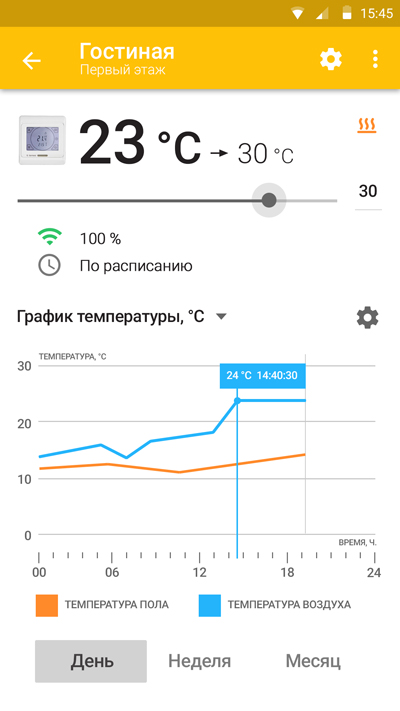 15:45
Гостиная
Первый этаж
23 °C → 30 °C
30
100 %
По расписанию
График температуры, °C
ТЕМПЕРАТУРА, °C
30
24 °C 14:40:30
20
10
0
ВРЕМЯ, Ч.
00 06 12 18 24
ТЕМПЕРАТУРА ПОЛА ТЕМПЕРАТУРА ВОЗДУХА
День Неделя Месяц